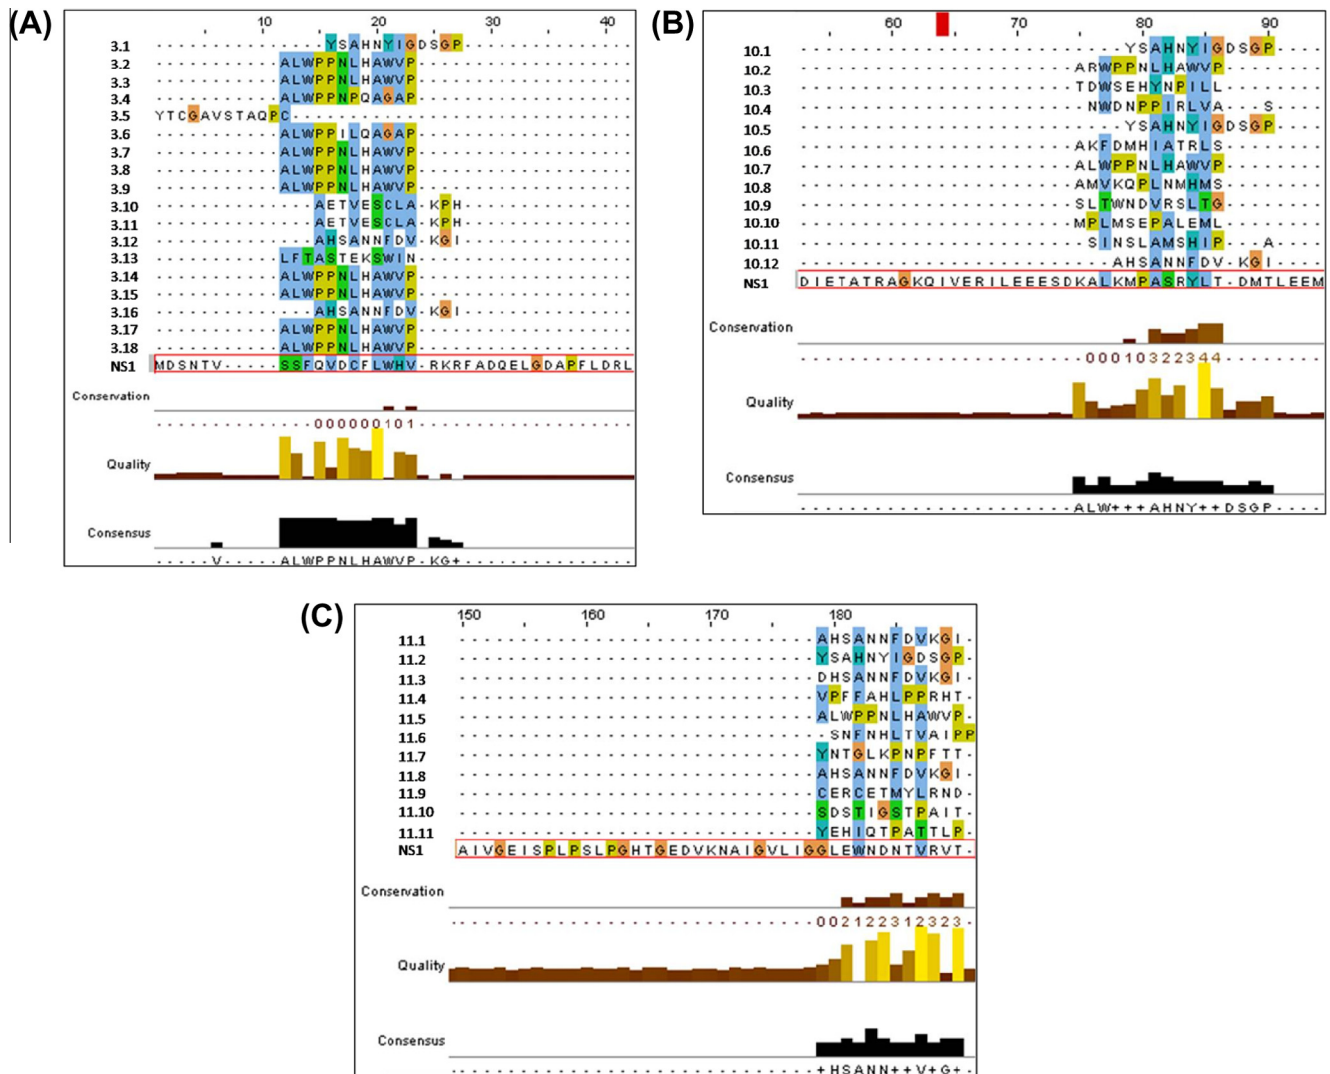 (A)
10 20 30 40
3.1 YSAHNYIGDSGP
3.2 ALWPPNLHAWVP
3.3 ALWPPNLHAWVP
3.4 ALWPPNPQAGAP
3.5 YTCGAVSTAQPC
3.6 ALWPPILQAGAP
3.7 ALWPPNLHAWVP
3.8 ALWPPNLHAWVP
3.9 ALWPPNLHAWVP
3.10 AETVESCLA-KPH
3.11 AETVESCLA-KPH
3.12 AHSANNFDV-KGI
3.13 LFTASTEKSWIN
3.14 ALWPPNLHAWVP
3.15 ALWPPNLHAWVP
3.16 AHSANNFDV-KGI
3.17 ALWPPNLHAWVP
3.18 ALWPPNLHAWVP
NS1 MDSNTV-----SSFQVDCFLWHV-RKRFADQELGDAPFLDRL
Conservation
000000101
Quality
Consensus
-----V-----ALWPPNLHAWVP-KG+
(B)
60 70 80 90
10.1 YSAHNYIGDSGP
10.2 ARWPPNLHAWVP
10.3 TDWSEHYNPILL
10.4 NWDNPPIRLVA---S
10.5 YSAHNYIGDSGP
10.6 AKFDMHIATRLS
10.7 ALWPPNLHAWVP
10.8 AMVKQPLNMHMS
10.9 SLTWNDVRSLTG
10.10 MPLMSEPALEML
10.11 SINSLAMSHIP---A
10.12 AHSANNFDV-KGI
NS1 DIETATRAGKQIVERILEEESDKALKMPASRYLT-DMTLEEM
Conservation
00010322344
Quality
Consensus
ALW+++AHNY++DSGP
(C)
150 160 170 180
11.1 AHSANNFDVKGI-
11.2 YSAHNYIGDSGP-
11.3 DHSANNFDVKGI-
11.4 VPFFAHLPPRHT-
11.5 ALWPPNLHAWVP-
11.6 -SNFNHLTVAIPP
11.7 YNTGLKPNPFTT-
11.8 AHSANNFDVKGI-
11.9 CERCETMYLRND-
11.10 SDSTIGSTPAIT-
11.11 YEHIQTPATTLP-
NS1 AIVGEISPLPSLPGHTGEDVKNAIGVLIGGLEWNDNTVRVT-
Conservation
002122312323
Quality
Consensus
+HSANN++V+G+